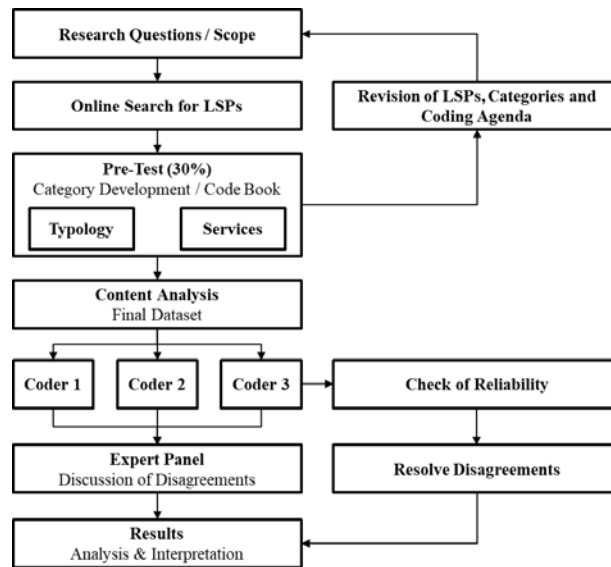 Research Questions / Scope
Online Search for LSPs
Revision of LSPs, Categories and
Coding Agenda
Pre-Test (30%)
Category Development / Code Book
Typology
Services
Content Analysis
Final Dataset
Coder 1
Coder 2
Coder 3
Check of Reliability
Expert Panel
Discussion of Disagreements
Resolve Disagreements
Results
Analysis & Interpretation